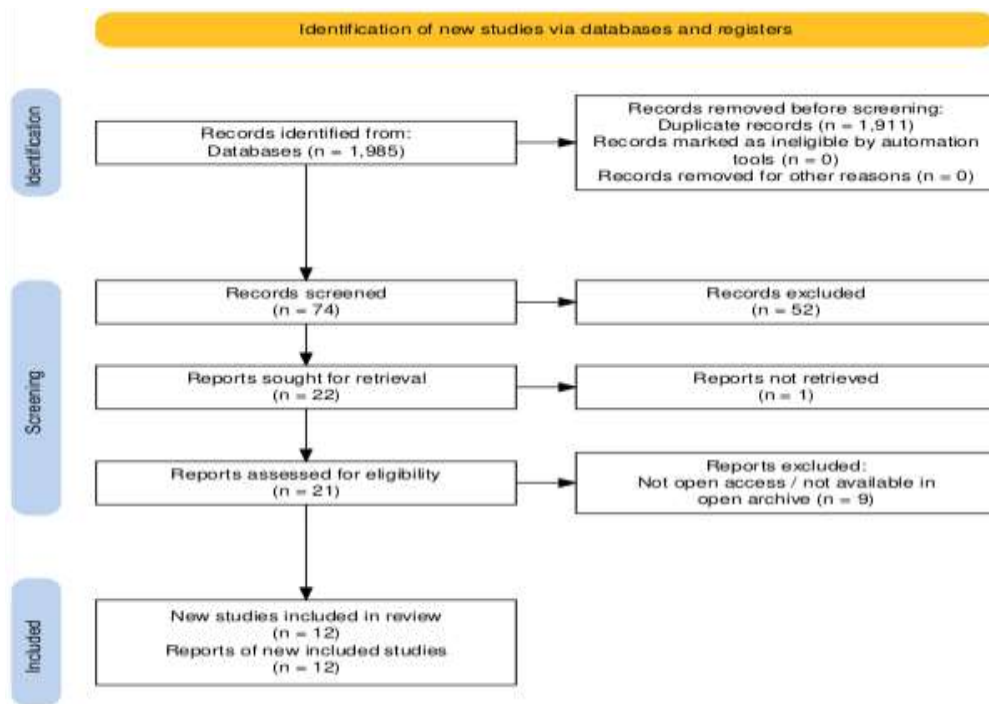 Identification of new studies via databases and registers
Identification
Records identified from:
Databases (n = 1,985)
Records removed before screening:
Duplicate records (n = 1,911)
Records marked as ineligible by automation
tools (n = 0)
Records removed for other reasons (n = 0)
Screening
Records screened
(n = 74)
Records excluded
(n = 52)
Reports sought for retrieval
(n = 22)
Reports not retrieved
(n = 1)
Reports assessed for eligibility
(n = 21)
Reports excluded:
Not open access / not available in
open archive (n = 9)
Included
New studies included in review
(n = 12)
Reports of new included studies
(n = 12)